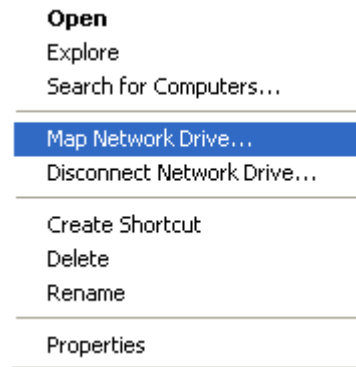 Open
Explore
Search for Computers...
Map Network Drive...
Disconnect Network Drive...
Create Shortcut
Delete
Rename
Properties